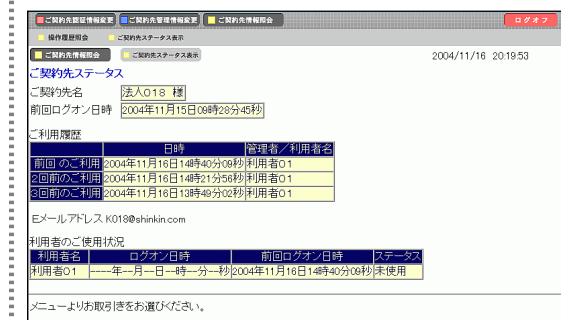 ご契約先認証情報変更 ご契約先管理情報変更 ご契約先情報照会 ログオフ
操作履歴照会 ご契約先ステータス表示
ご契約先情報照会 ご契約先ステータス表示 2004/11/16 20:19:53
ご契約先ステータス
ご契約先名 法人018 様
前回ログオン日時 2004年11月15日09時28分45秒
ご利用履歴
日時 管理者／利用者名
前回 のご利用 2004年11月16日14時40分09秒 利用者01
2回前のご利用 2004年11月16日14時21分56秒 利用者01
3回前のご利用 2004年11月16日13時49分02秒 利用者01
Eメールアドレス K018@shinkin.com
利用者のご使用状況
利用者名 ログオン日時 前回ログオン日時 ステータス
利用者01 ----年--月--日--時--分--秒 2004年11月16日14時40分09秒 未使用
メニューよりお取引きをお選びください。